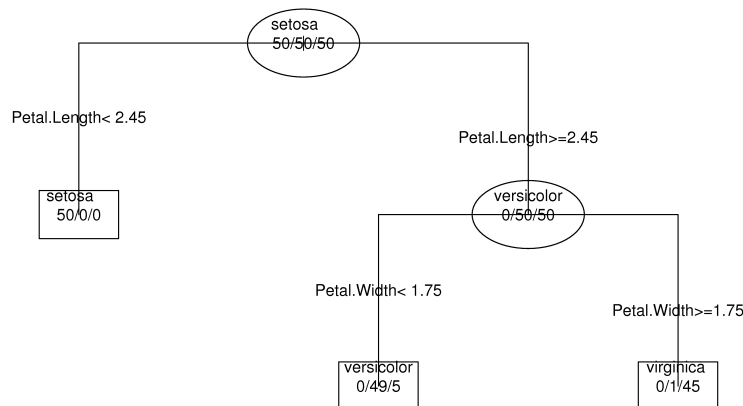 setosa
50/50/50
Petal.Length< 2.45
Petal.Length>=2.45
setosa
50/0/0
versicolor
0/50/50
Petal.Width< 1.75
Petal.Width>=1.75
versicolor
0/49/5
virginica
0/1/45